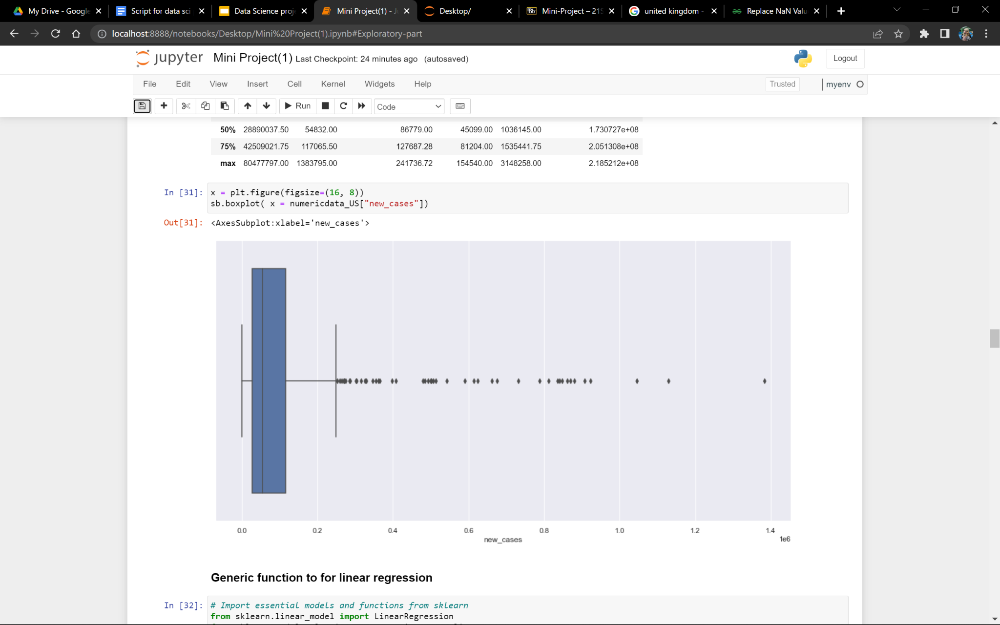 My Drive - Google
Script for data sci
Data Science proj
Mini Project(1) - J
Desktop/
Bb
Mini-Project – 21S
united kingdom -
Replace NaN Valu
localhost:8888/notebooks/Desktop/Mini%20Project(1).ipynb#Exploratory-part
jupyter Mini Project(1) Last Checkpoint: 24 minutes ago (autosaved)
Logout
File Edit View Insert Cell Kernel Widgets Help
Trusted
myenv
Run
Code
50% 28890037.50 54832.00 86779.00 45099.00 1036145.00 1.730727e+08
75% 42509021.75 117065.50 127687.28 81204.00 1535441.75 2.051308e+08
max 80477797.00 1383795.00 241736.72 154540.00 3148258.00 2.185212e+08
In [31]: x = plt.figure(figsize=(16, 8))
sb.boxplot( x = numericdata_US["new_cases"])
Out[31]: <AxesSubplot:xlabel='new_cases'>
0.0 0.2 0.4 0.6 0.8 1.0 1.2 1.4
new_cases
1e6
Generic function to for linear regression
In [32]: # Import essential models and functions from sklearn
from sklearn.linear_model import LinearRegression